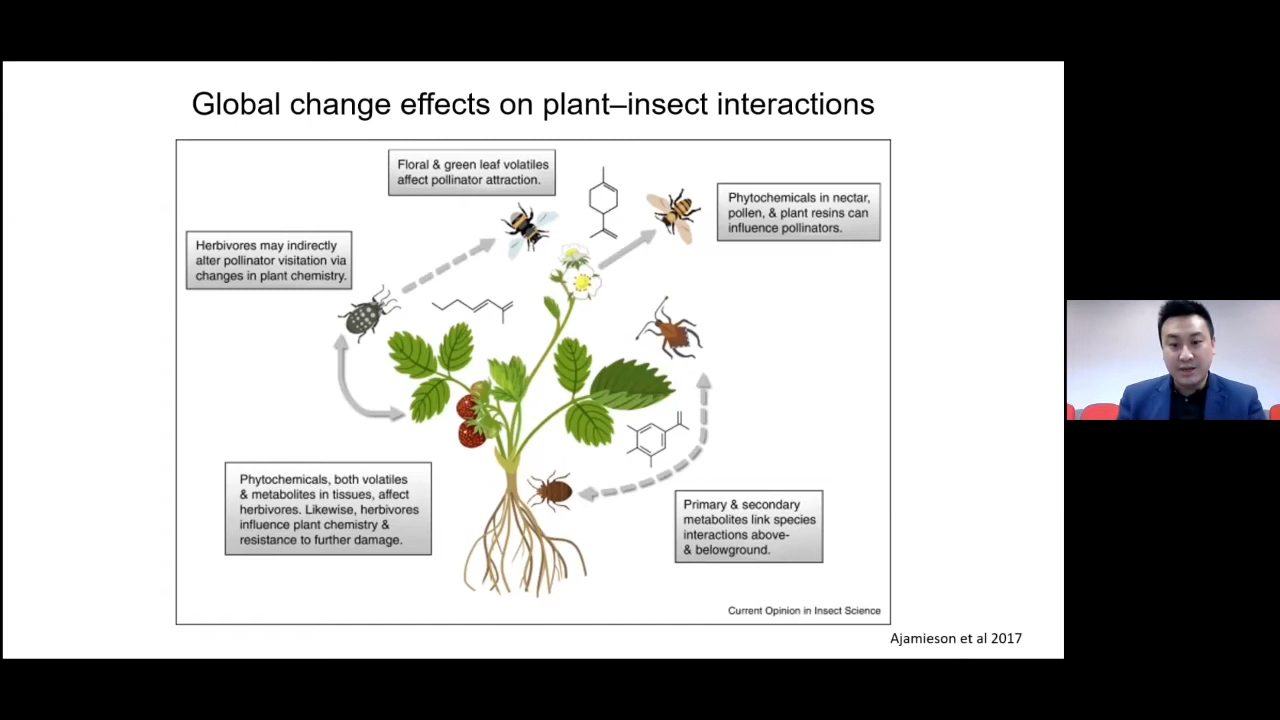 Global change effects on plant–insect interactions
Floral & green leaf volatiles
affect pollinator attraction.
Phytochemicals in nectar,
pollen, & plant resins can
influence pollinators.
Herbivores may indirectly
alter pollinator visitation via
changes in plant chemistry.
Phytochemicals, both volatiles
& metabolites in tissues, affect
herbivores. Likewise, herbivores
influence plant chemistry &
resistance to further damage.
Primary & secondary
metabolites link species
interactions above-
& belowground.
Current Opinion in Insect Science
Ajamieson et al 2017